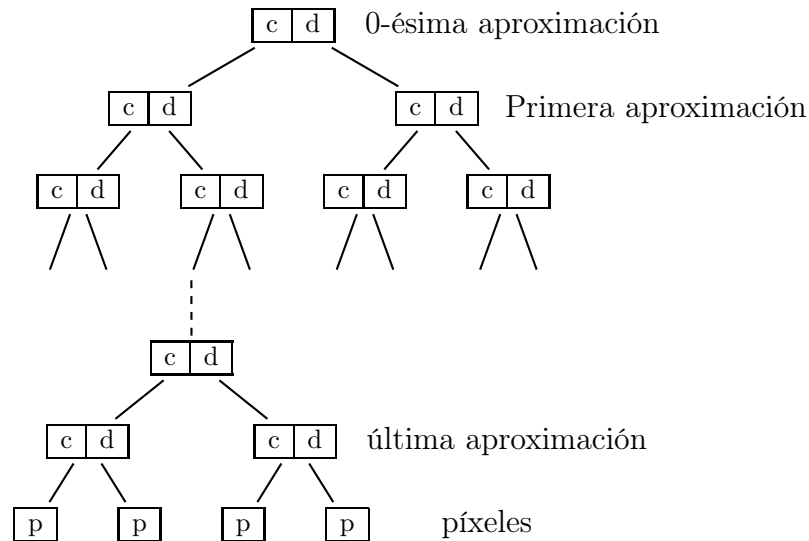 c d 0-ésima aproximación
c d c d Primera aproximación
c d c d c d c d
c d
c d c d última aproximación
p p p p píxeles